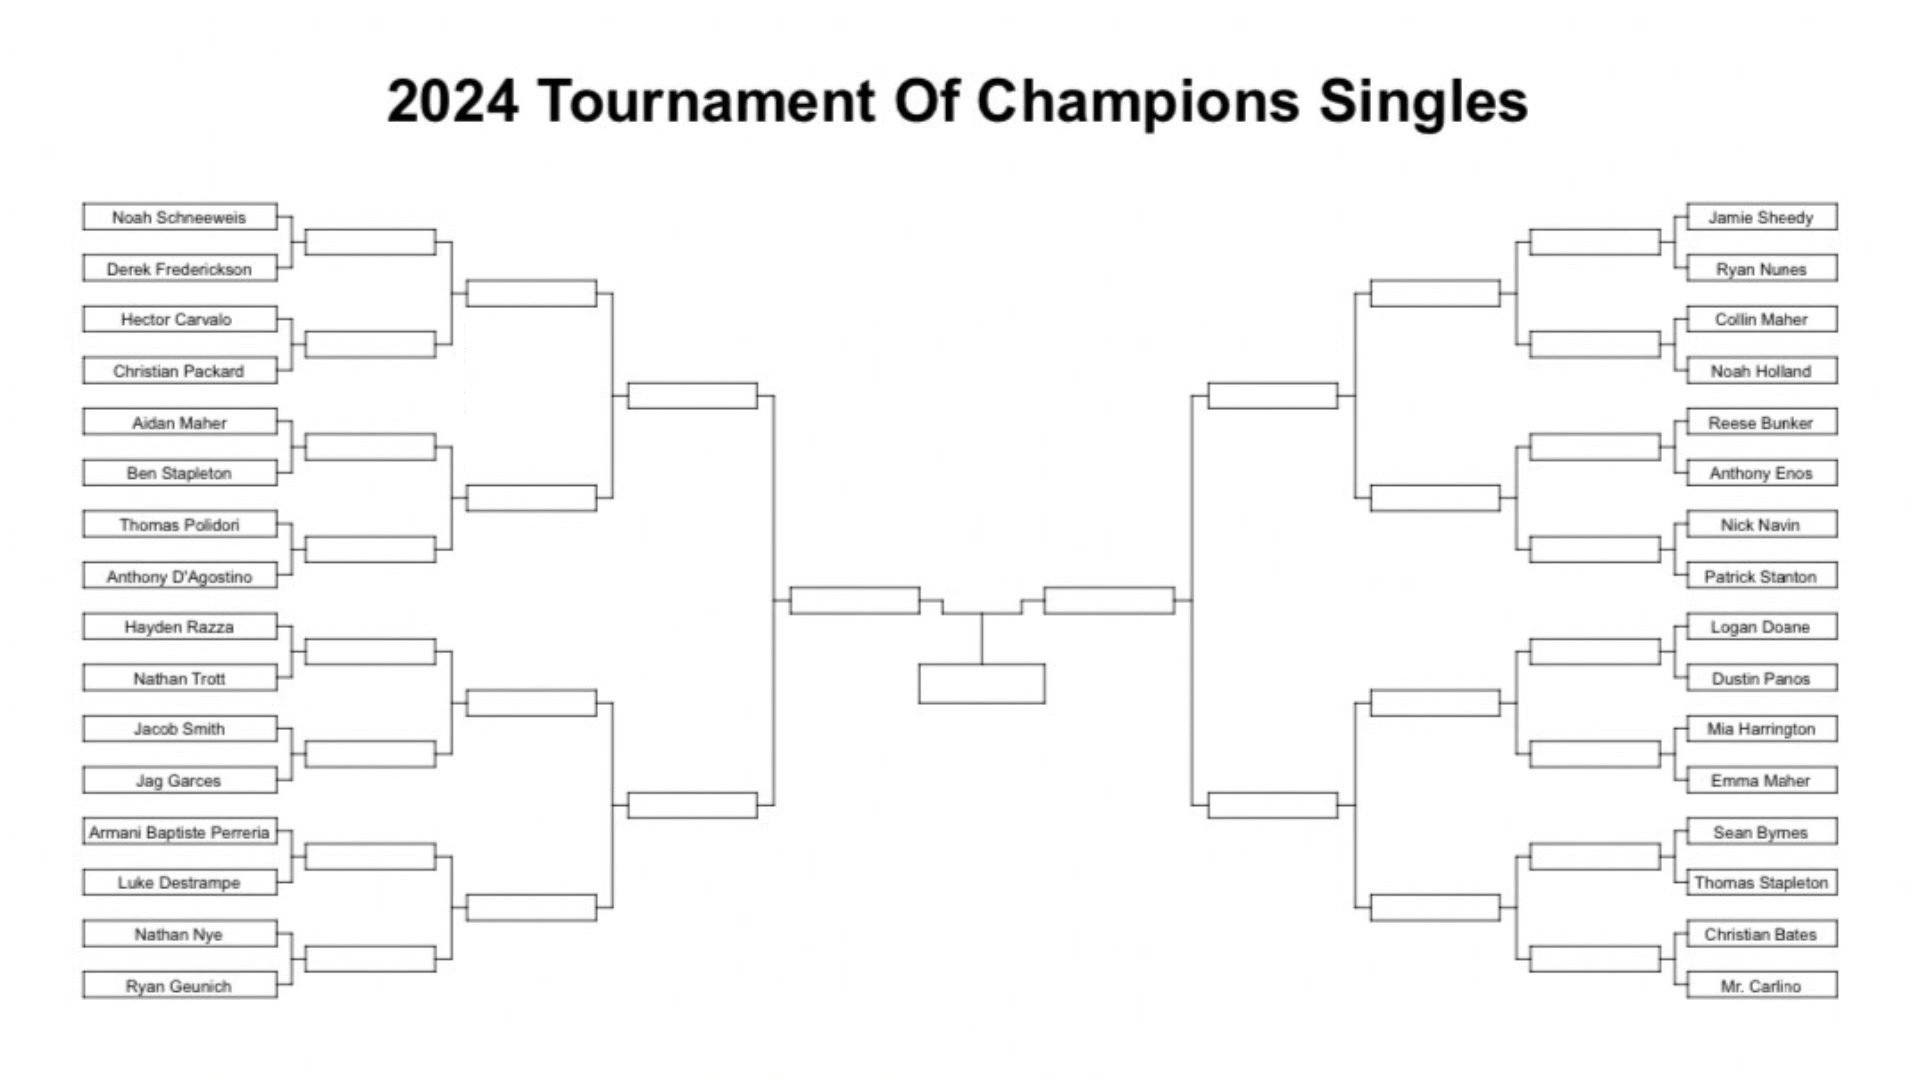 2024 Tournament Of Champions Singles
Noah Schneeweis
Derek Frederickson
Hector Carvalo
Christian Packard
Aidan Maher
Ben Stapleton
Thomas Polidori
Anthony D'Agostino
Hayden Razza
Nathan Trott
Jacob Smith
Jag Garces
Armani Baptiste Perreria
Luke Destrampe
Nathan Nye
Ryan Geunich
Jamie Sheedy
Ryan Nunes
Collin Maher
Noah Holland
Reese Bunker
Anthony Enos
Nick Navin
Patrick Stanton
Logan Doane
Dustin Panos
Mia Harrington
Emma Maher
Sean Byrnes
Thomas Stapleton
Christian Bates
Mr. Carlino